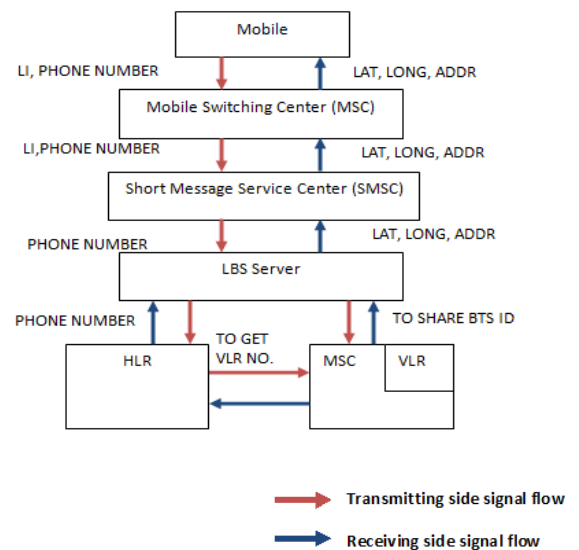 Mobile
LI, PHONE NUMBER
LAT, LONG, ADDR
Mobile Switching Center (MSC)
LI,PHONE NUMBER
LAT, LONG, ADDR
Short Message Service Center (SMSC)
PHONE NUMBER
LAT, LONG, ADDR
LBS Server
PHONE NUMBER
TO SHARE BTS ID
TO GET
VLR NO.
HLR
MSC
VLR
Transmitting side signal flow
Receiving side signal flow